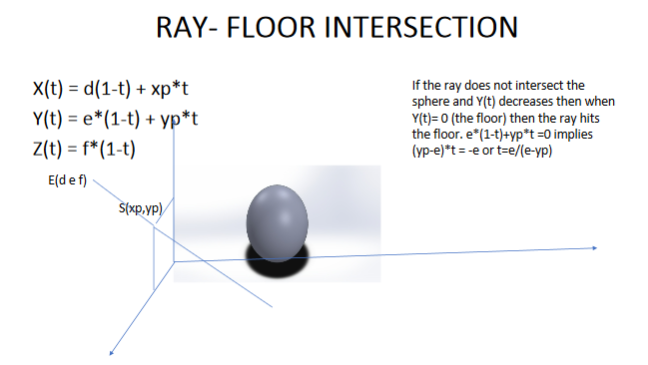 RAY- FLOOR INTERSECTION
X(t) = d(1-t) + xp*t
Y(t) = e*(1-t) + yp*t
Z(t) = f*(1-t)
E(d e f)
S(xp,yp)
If the ray does not intersect the
sphere and Y(t) decreases then when
Y(t)= 0 (the floor) then the ray hits
the floor. e*(1-t)+yp*t =0 implies
(yp-e)*t = -e or t=e/(e-yp)